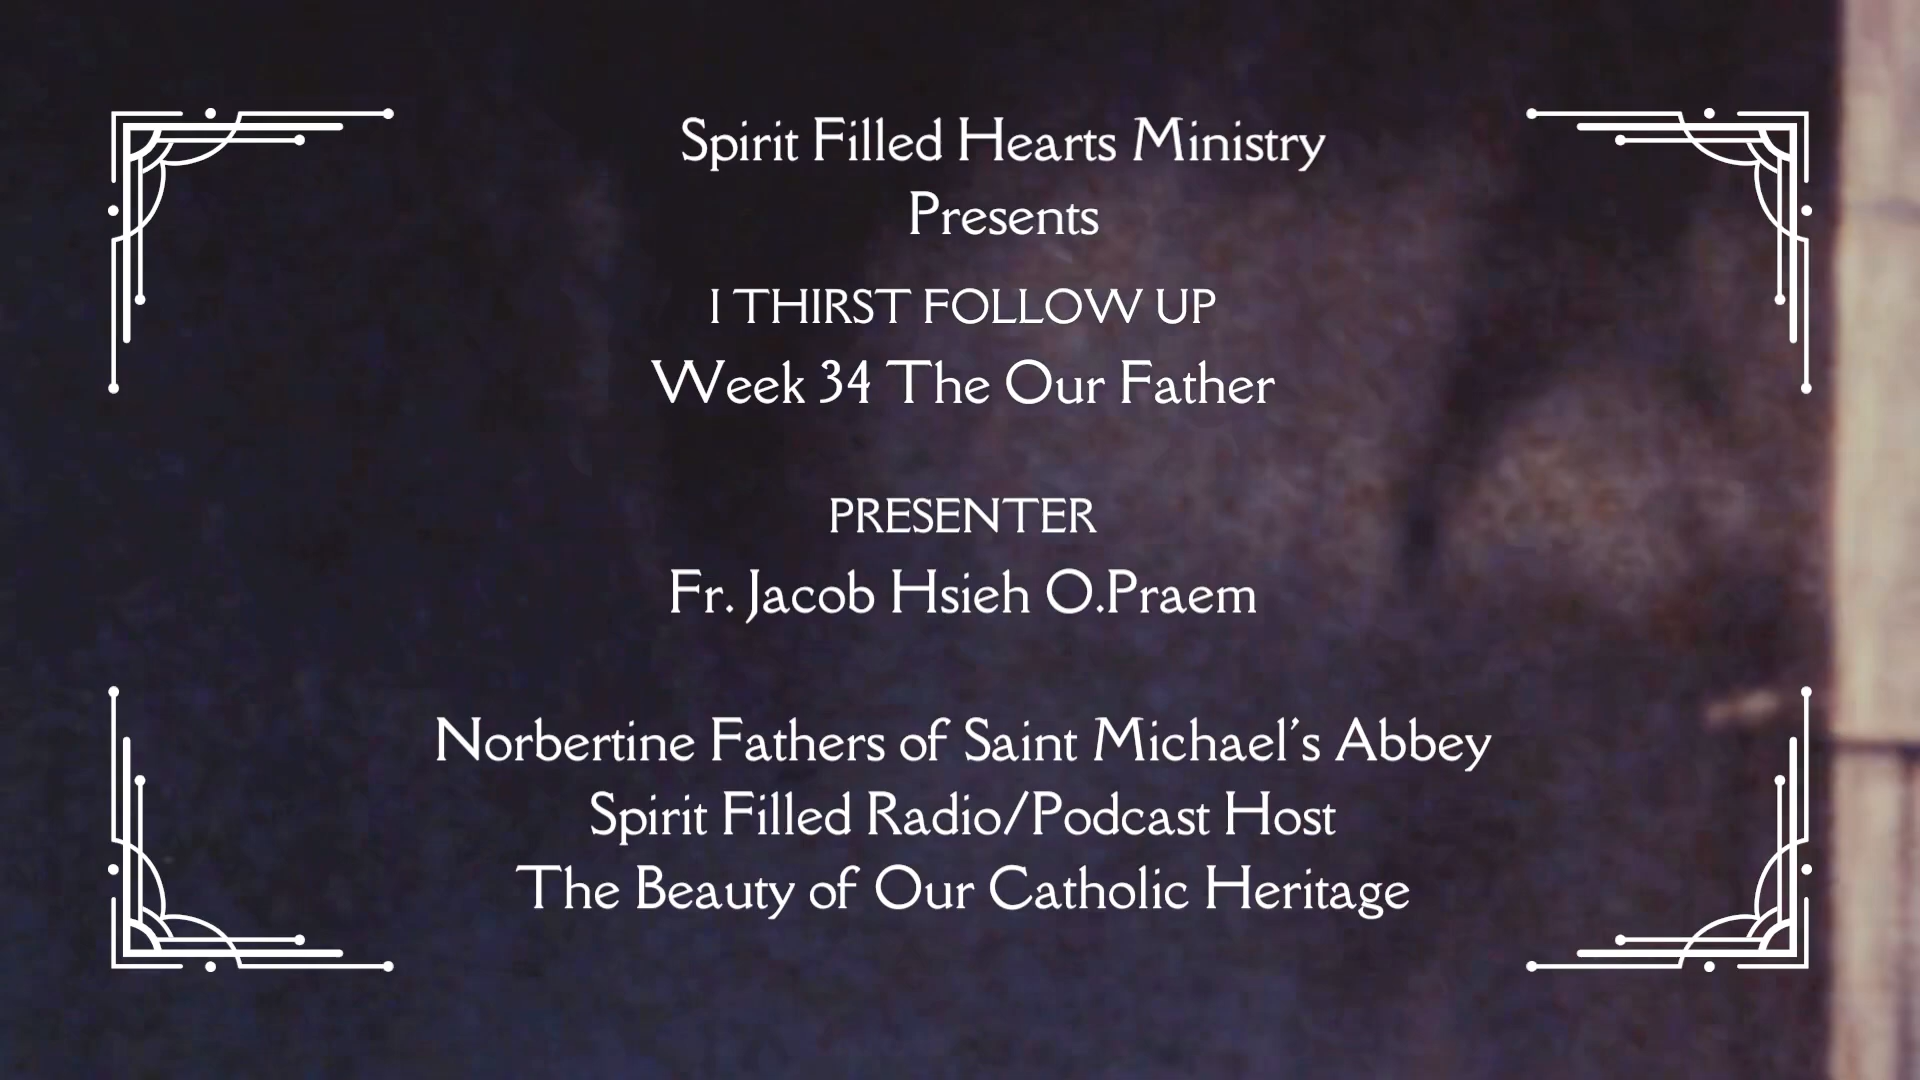 Spirit Filled Hearts Ministry
Presents
I THIRST FOLLOW UP
Week 34 The Our Father
PRESENTER
Fr. Jacob Hsieh O.Praem
Norbertine Fathers of Saint Michael's Abbey
Spirit Filled Radio/Podcast Host
The Beauty of Our Catholic Heritage